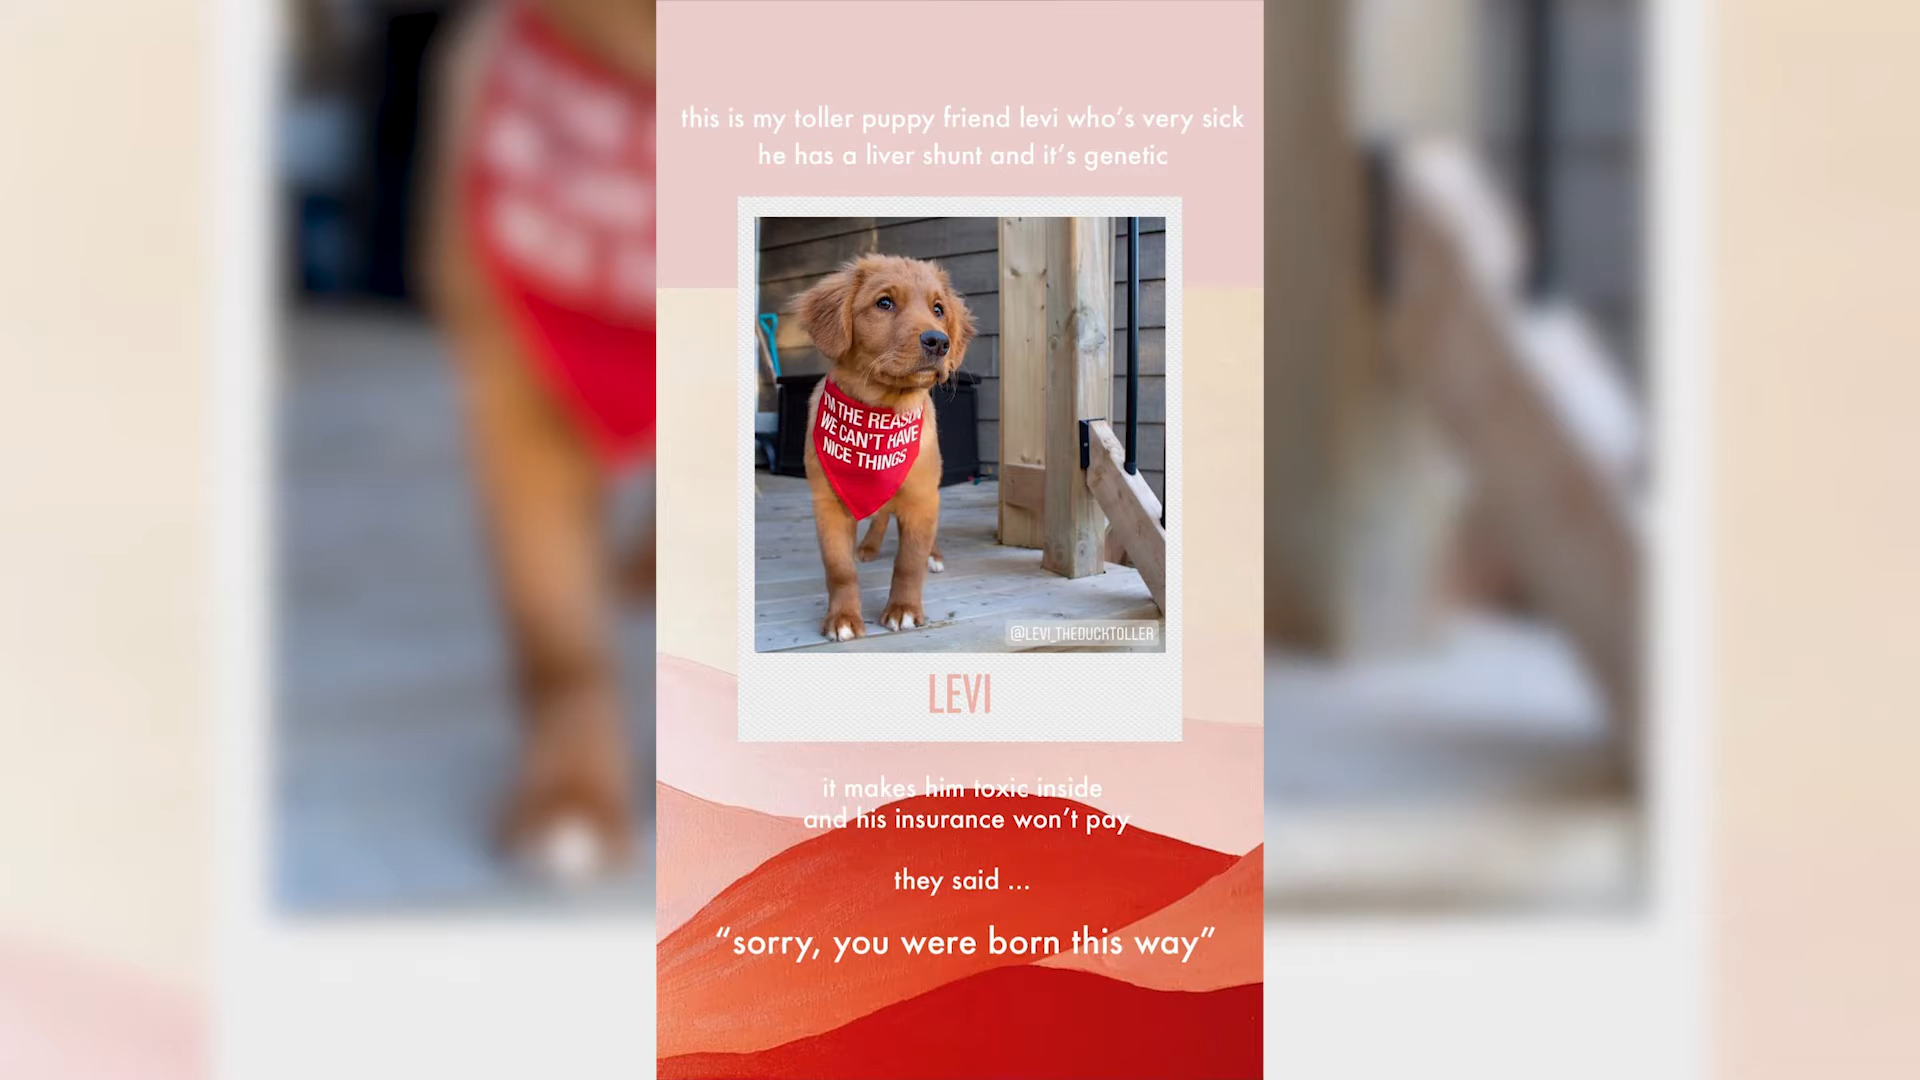 this is my toller puppy friend levi who's very sick
he has a liver shunt and it's genetic
I'M THE REASON
WE CAN'T HAVE
NICE THINGS
@LEVI_THEDUCKTOLLER
LEVI
it makes him toxic inside
and his insurance won't pay
they said ...
“sorry, you were born this way”